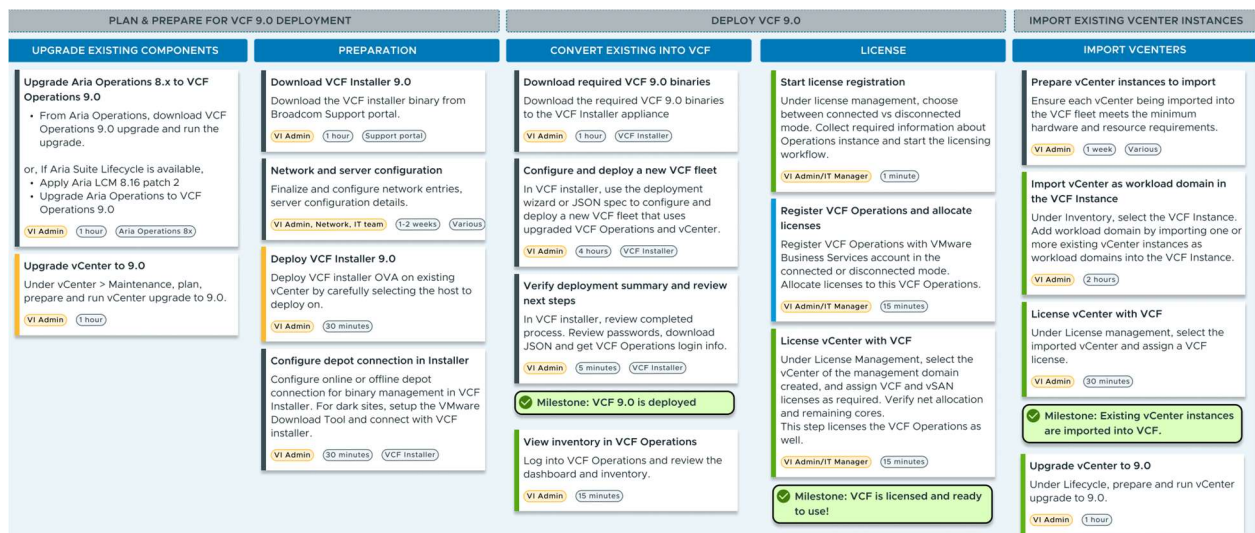 PLAN & PREPARE FOR VCF 9.0 DEPLOYMENT
UPGRADE EXISTING COMPONENTS
Upgrade Aria Operations 8.x to VCF
Operations 9.0
• From Aria Operations, download VCF
Operations 9.0 upgrade and run the
upgrade.
or, If Aria Suite Lifecycle is available,
• Apply Aria LCM 8.16 patch 2
• Upgrade Aria Operations to VCF
Operations 9.0
VI Admin 1 hour Aria Operations 8x
Upgrade vCenter to 9.0
Under vCenter > Maintenance, plan,
prepare and run vCenter upgrade to 9.0.
VI Admin 1 hour
PREPARATION
Download VCF Installer 9.0
Download the VCF installer binary from
Broadcom Support portal.
VI Admin 1 hour Support portal
Network and server configuration
Finalize and configure network entries,
server configuration details.
VI Admin, Network, IT team 1-2 weeks Various
Deploy VCF Installer 9.0
Deploy VCF installer OVA on existing
vCenter by carefully selecting the host to
deploy on.
VI Admin 30 minutes
Configure depot connection in Installer
Configure online or offline depot
connection for binary management in VCF
Installer. For dark sites, setup the VMware
Download Tool and connect with VCF
installer.
VI Admin 30 minutes VCF Installer
DEPLOY VCF 9.0
CONVERT EXISTING INTO VCF
Download required VCF 9.0 binaries
Download the required VCF 9.0 binaries
to the VCF Installer appliance
VI Admin 1 hour VCF Installer
Configure and deploy a new VCF fleet
In VCF installer, use the deployment
wizard or JSON spec to configure and
deploy a new VCF fleet that uses
upgraded VCF Operations and vCenter.
VI Admin 4 hours VCF Installer
Verify deployment summary and review
next steps
In VCF installer, review completed
process. Review passwords, download
JSON and get VCF Operations login info.
VI Admin 5 minutes VCF Installer
Milestone: VCF 9.0 is deployed
View inventory in VCF Operations
Log into VCF Operations and review the
dashboard and inventory.
VI Admin 15 minutes
LICENSE
Start license registration
Under license management, choose
between connected vs disconnected
mode. Collect required information about
Operations instance and start the licensing
workflow.
VI Admin/IT Manager 1 minute
Register VCF Operations and allocate
licenses
Register VCF Operations with VMware
Business Services account in the
connected or disconnected mode.
Allocate licenses to this VCF Operations.
VI Admin/IT Manager 15 minutes
License vCenter with VCF
Under License Management, select the
vCenter of the management domain
created, and assign VCF and vSAN
licenses as required. Verify net allocation
and remaining cores.
This step licenses the VCF Operations as
well.
VI Admin/IT Manager 15 minutes
Milestone: VCF is licensed and ready
to use!
IMPORT EXISTING VCENTER INSTANCES
IMPORT VCENTERS
Prepare vCenter instances to import
Ensure each vCenter being imported into
the VCF fleet meets the minimum
hardware and resource requirements.
VI Admin 1 week Various
Import vCenter as workload domain in
the VCF Instance
Under Inventory, select the VCF Instance.
Add workload domain by importing one or
more existing vCenter instances as
workload domains into the VCF Instance.
VI Admin 2 hours
License vCenter with VCF
Under License management, select the
imported vCenter and assign a VCF
license.
VI Admin 30 minutes
Milestone: Existing vCenter instances
are imported into VCF.
Upgrade vCenter to 9.0
Under Lifecycle, prepare and run vCenter
upgrade to 9.0.
VI Admin 1 hour